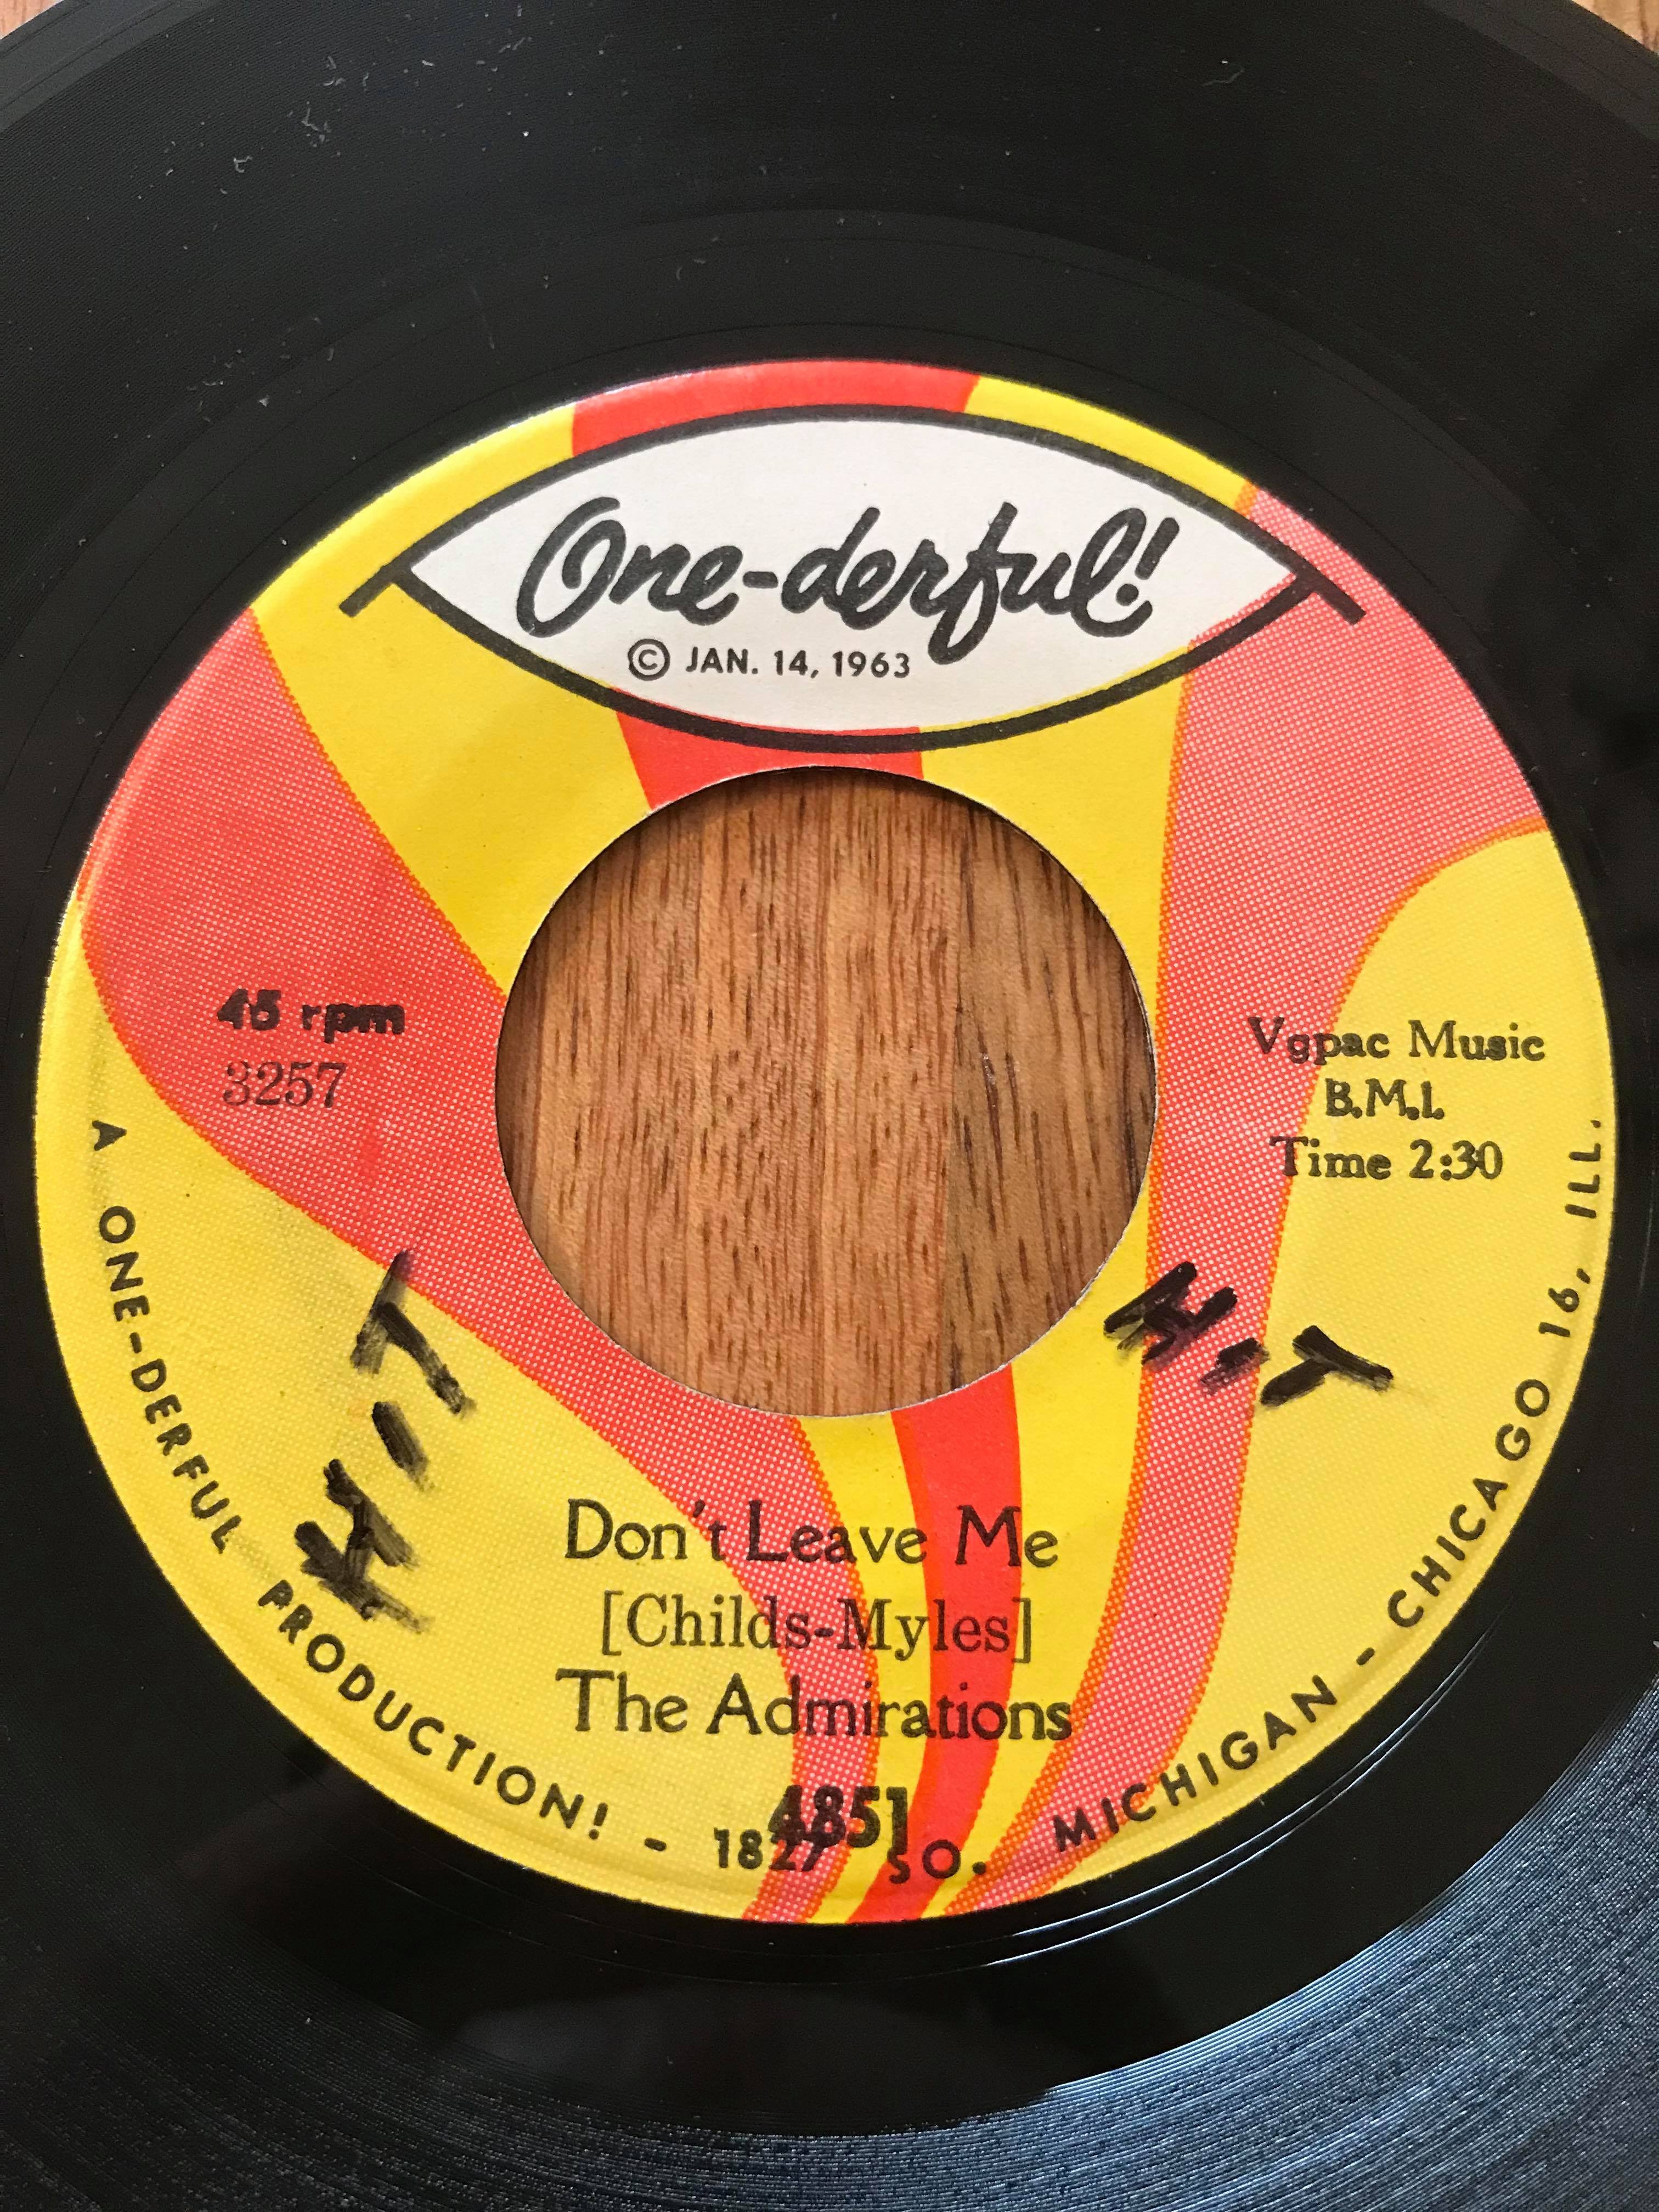 One-derful!
© JAN. 14, 1963
45 rpm
3257
Vgpac Music
B.M.I.
Time 2:30
HIT
HIT
Don't Leave Me
[Childs-Myles]
The Admirations
4851
A ONE-DERFUL PRODUCTION! - 1827 SO. MICHIGAN - CHICAGO 16, ILL.